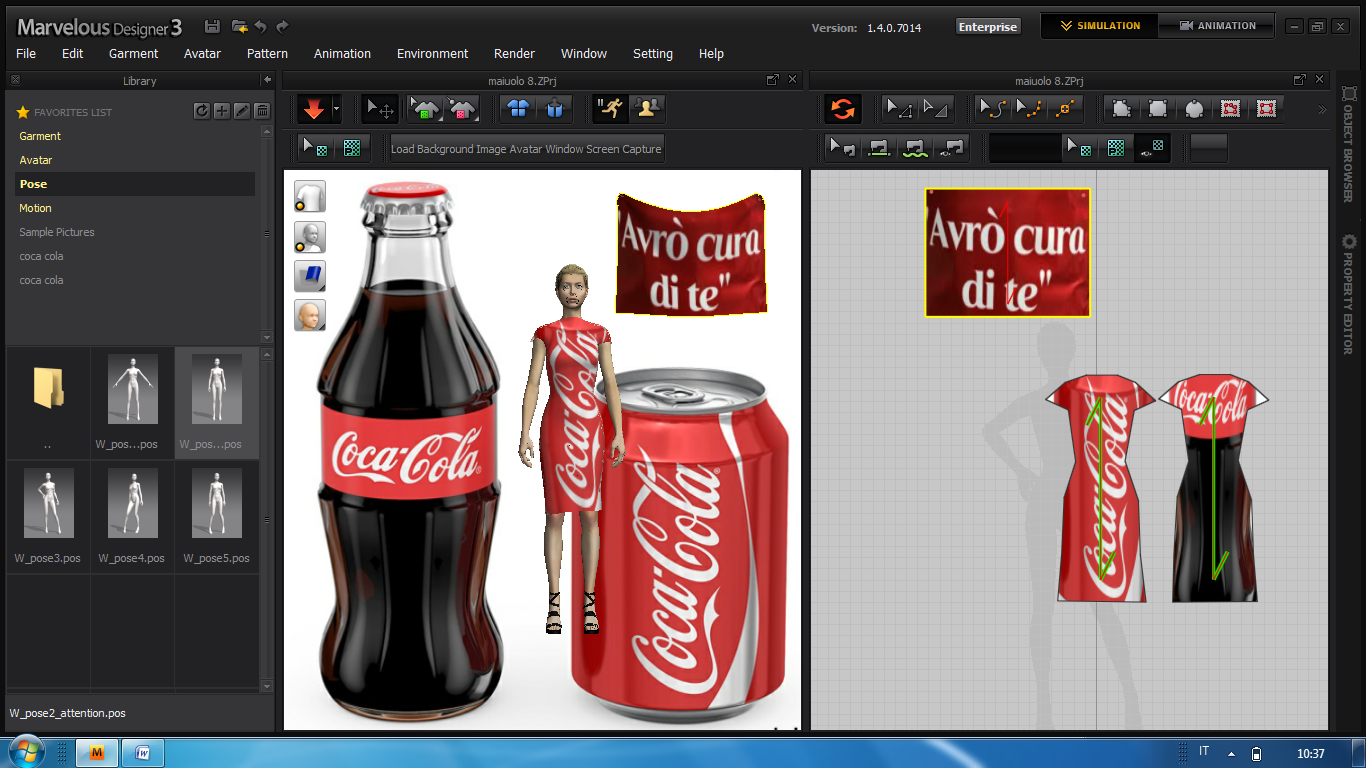 Marvelous Designer 3
Version: 1.4.0.7014
Enterprise
SIMULATION
ANIMATION
File Edit Garment Avatar Pattern Animation Environment Render Window Setting Help
Library
maiuolo 8.ZPrj
maiuolo 8.ZPrj
FAVORITES LIST
Garment
Avatar
Pose
Motion
Sample Pictures
coca cola
coca cola
Load Background Image Avatar Window Screen Capture
OBJECT BROWSER
PROPERTY EDITOR
Avrò cura
di te"
Avrò cura
di te"
Coca-Cola®
Coca-Cola
Coca-Cola®
Coca-Cola
Coca-Cola
..
W_pos...pos
W_pos...pos
W_pose3.pos
W_pose4.pos
W_pose5.pos
W_pose2_attention.pos
IT
10:37